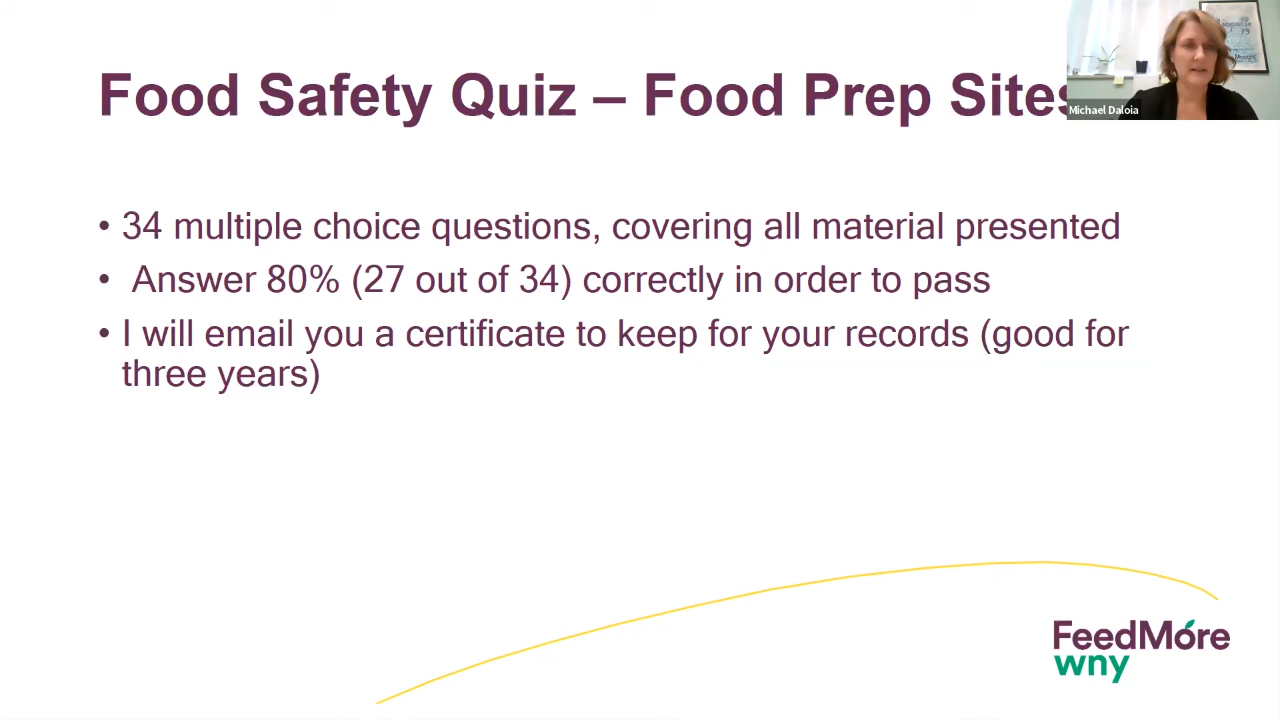 Food Safety Quiz – Food Prep Sites
Michael Daloia
• 34 multiple choice questions, covering all material presented
• Answer 80% (27 out of 34) correctly in order to pass
• I will email you a certificate to keep for your records (good for
three years)
FeedMore
wny